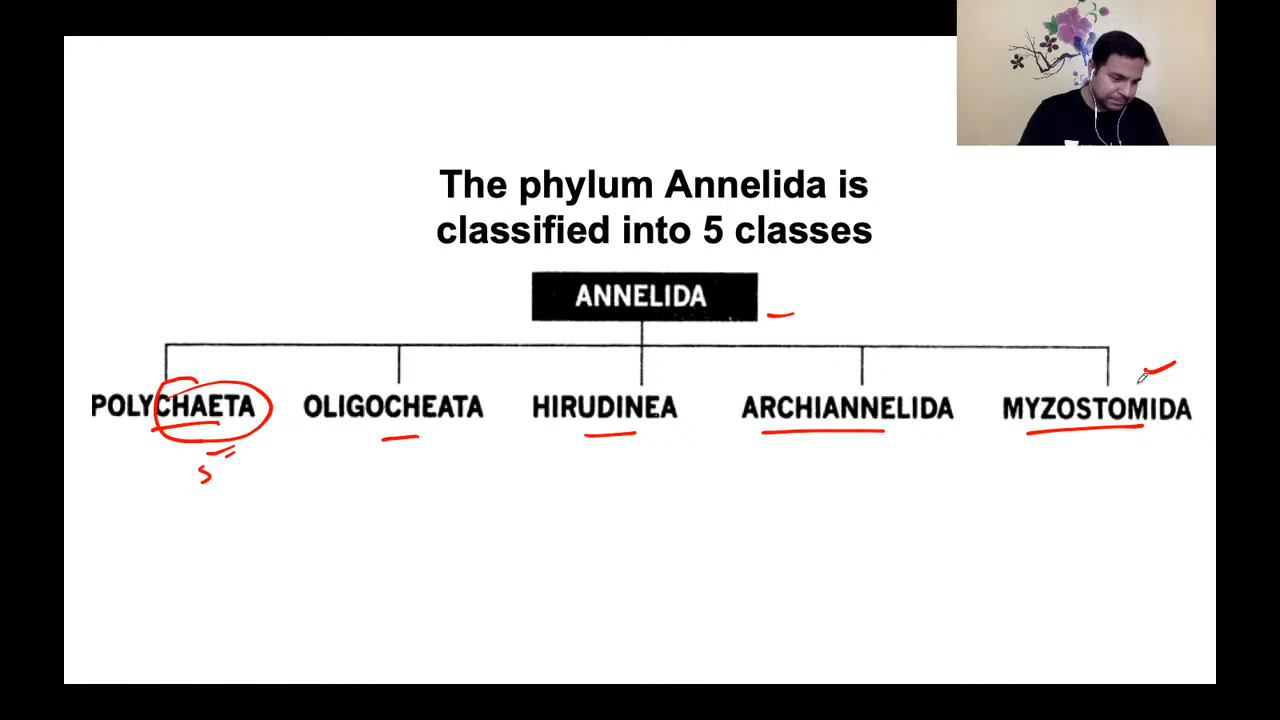 The phylum Annelida is
classified into 5 classes
ANNELIDA
POLYCHAETA OLIGOCHEATA HIRUDINEA ARCHIANNELIDA MYZOSTOMIDA
S